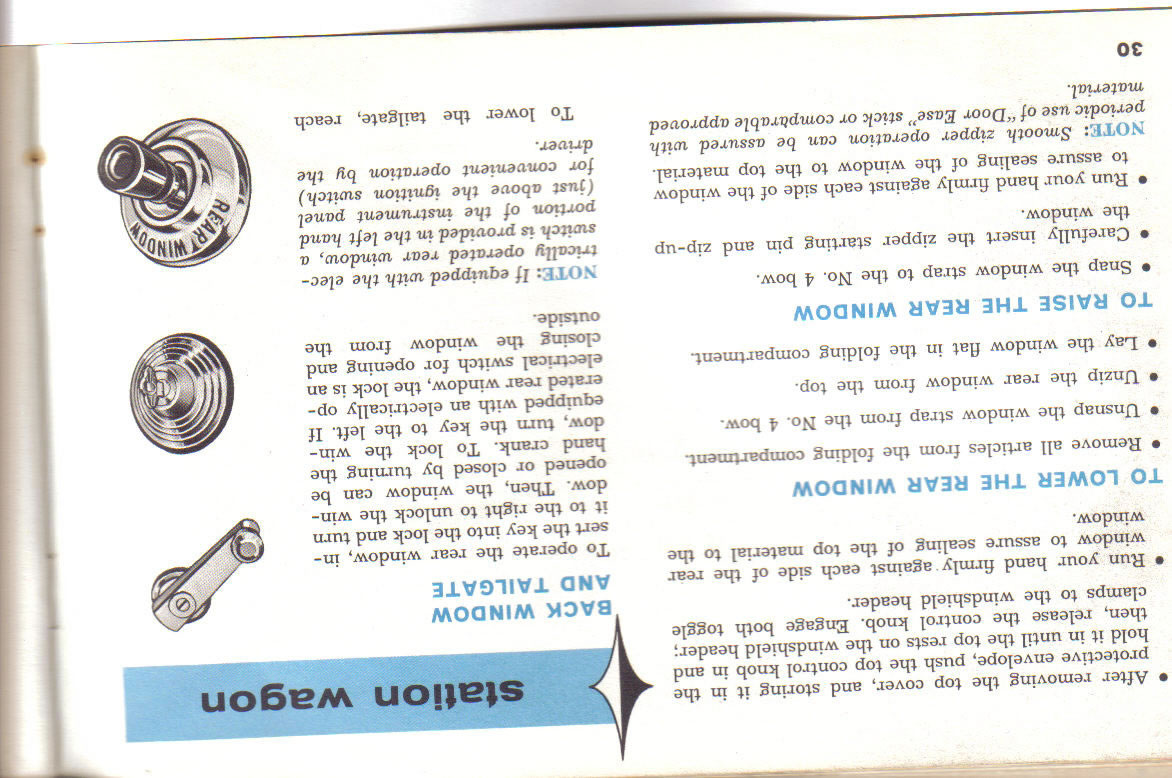 • After removing the top cover, and storing it in the
protective envelope, push the top control knob in and
hold it in until the top rests on the windshield header;
then, release the control knob. Engage both toggle
clamps to the windshield header.
• Run your hand firmly against each side of the rear
window to assure sealing of the top material to the
window.
TO LOWER THE REAR WINDOW
• Remove all articles from the folding compartment.
• Unsnap the window strap from the No. 4 bow.
• Unzip the rear window from the top.
• Lay the window flat in the folding compartment.
TO RAISE THE REAR WINDOW
• Snap the window strap to the No. 4 bow.
• Carefully insert the zipper starting pin and zip-up
the window.
• Run your hand firmly against each side of the window
to assure sealing of the window to the top material.
NOTE: Smooth zipper operation can be assured with
periodic use of "Door Ease" stick or comparable approved
material.
30
station wagon
BACK WINDOW
AND TAILGATE
To operate the rear window, in-
sert the key into the lock and turn
it to the right to unlock the win-
dow. Then, the window can be
opened or closed by turning the
hand crank. To lock the win-
dow, turn the key to the left. If
equipped with an electrically op-
erated rear window, the lock is an
electrical switch for opening and
closing the window from the
outside.
NOTE: If equipped with the elec-
trically operated rear window, a
switch is provided in the left hand
portion of the instrument panel
(just above the ignition switch)
for convenient operation by the
driver.
To lower the tailgate, reach
REAR WINDOW